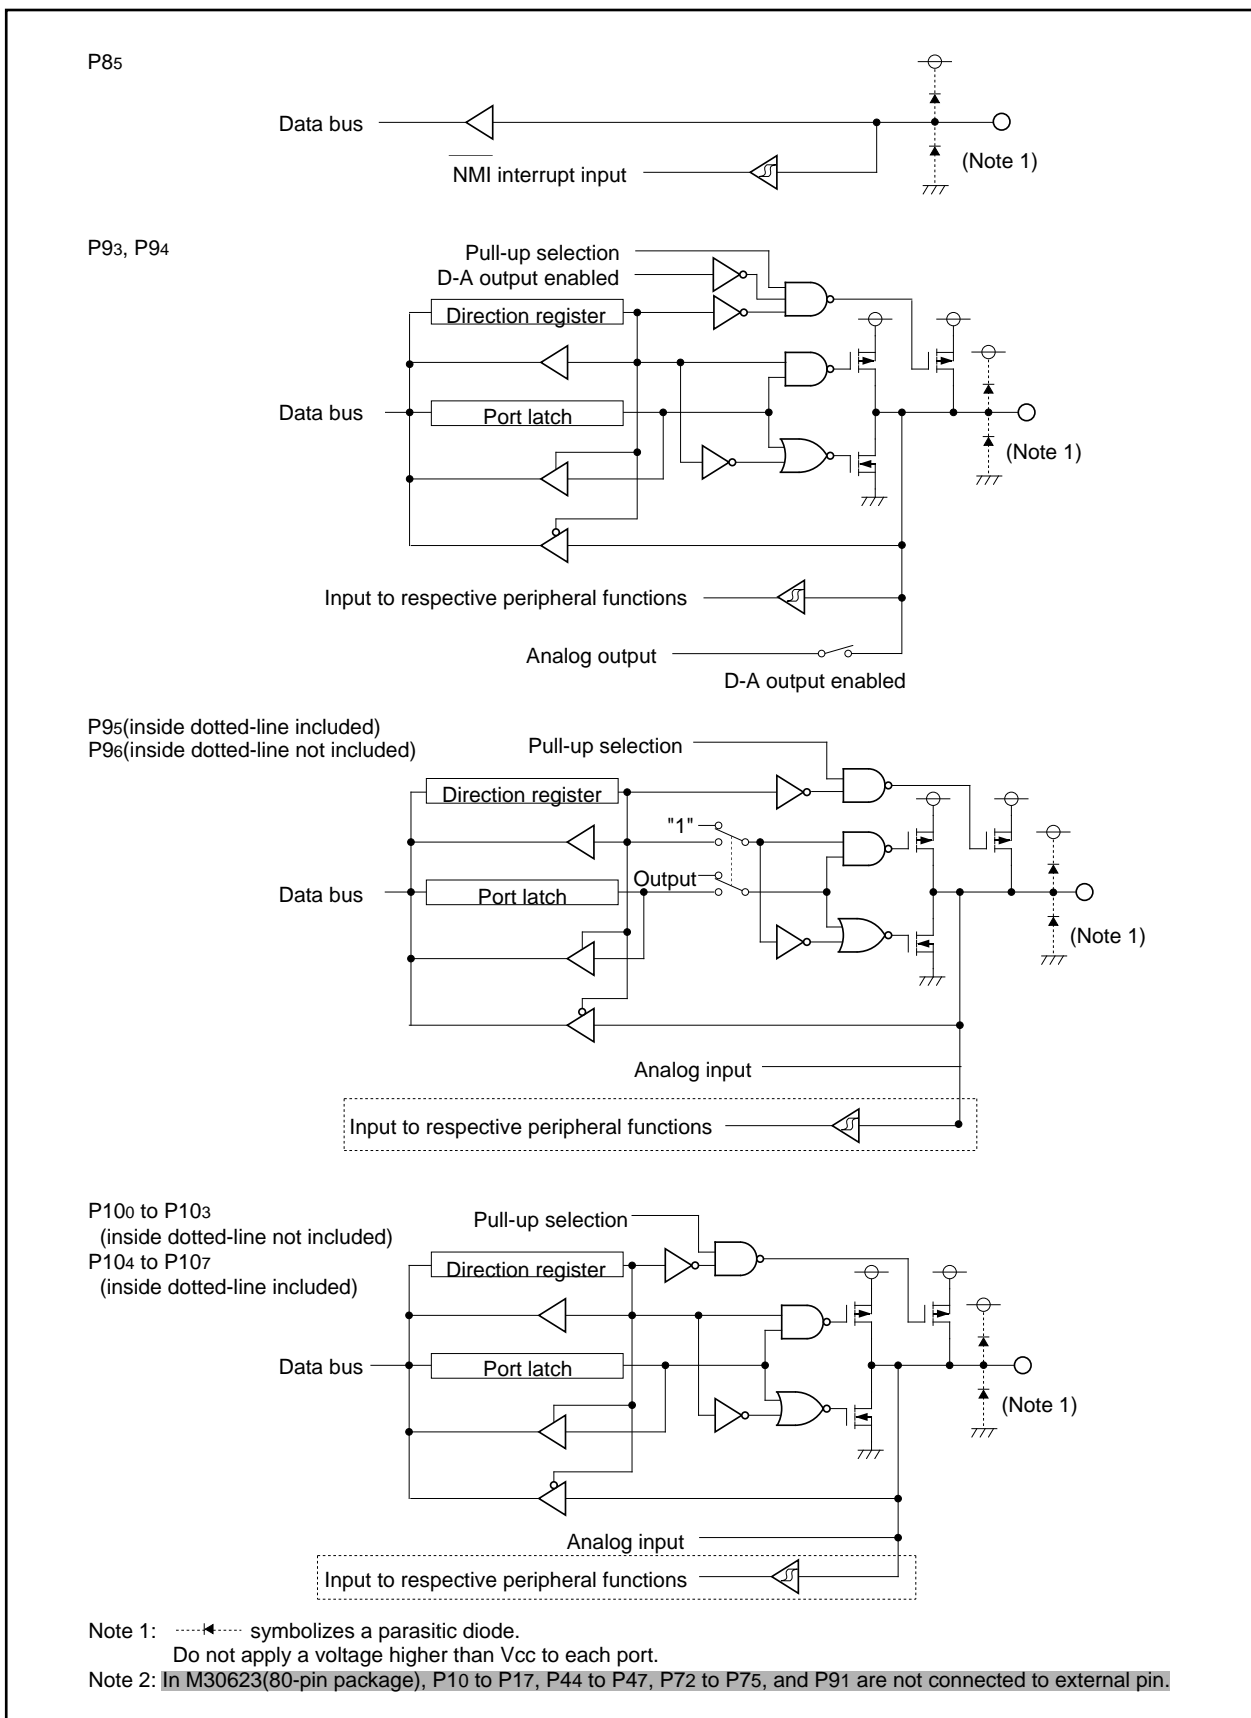 P85
Data bus
NMI interrupt input
(Note 1)
P93, P94
Pull-up selection
D-A output enabled
Direction register
Data bus
Port latch
(Note 1)
Input to respective peripheral functions
Analog output
D-A output enabled
P95(inside dotted-line included)
P96(inside dotted-line not included)
Pull-up selection
Direction register
"1"
Output
Data bus
Port latch
(Note 1)
Analog input
Input to respective peripheral functions
P100 to P103
(inside dotted-line not included)
P104 to P107
(inside dotted-line included)
Pull-up selection
Direction register
Data bus
Port latch
(Note 1)
Analog input
Input to respective peripheral functions
Note 1: symbolizes a parasitic diode.
Do not apply a voltage higher than Vcc to each port.
Note 2: In M30623(80-pin package), P10 to P17, P44 to P47, P72 to P75, and P91 are not connected to external pin.